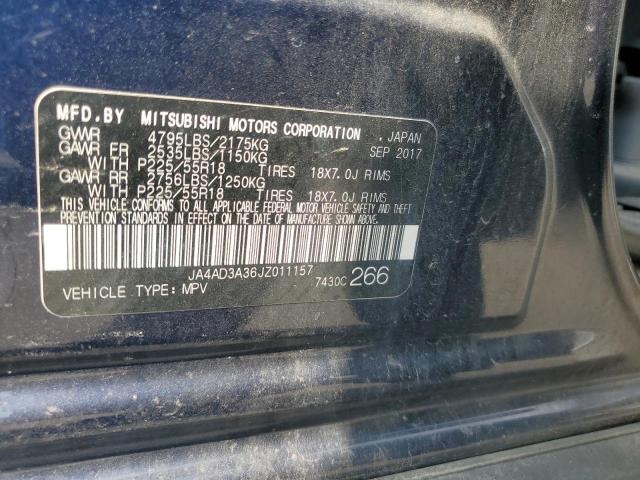 MFD.BY MITSUBISHI MOTORS CORPORATION , JAPAN
GVWR 4795LBS/2175KG SEP 2017
GAWR FR 2535LBS/1150KG
WITH P225/55R18 TIRES 18X7.0J RIMS
GAWR RR 2756LBS/1250KG
WITH P225/55R18 TIRES 18X7.0J RIMS
THIS VEHICLE CONFORMS TO ALL APPLICABLE FEDERAL MOTOR VEHICLE SAFETY AND THEFT
PREVENTION STANDARDS IN EFFECT ON THE DATE OF MANUFACTURE SHOWN ABOVE.
JA4AD3A36JZ011157
VEHICLE TYPE: MPV 7430C 266